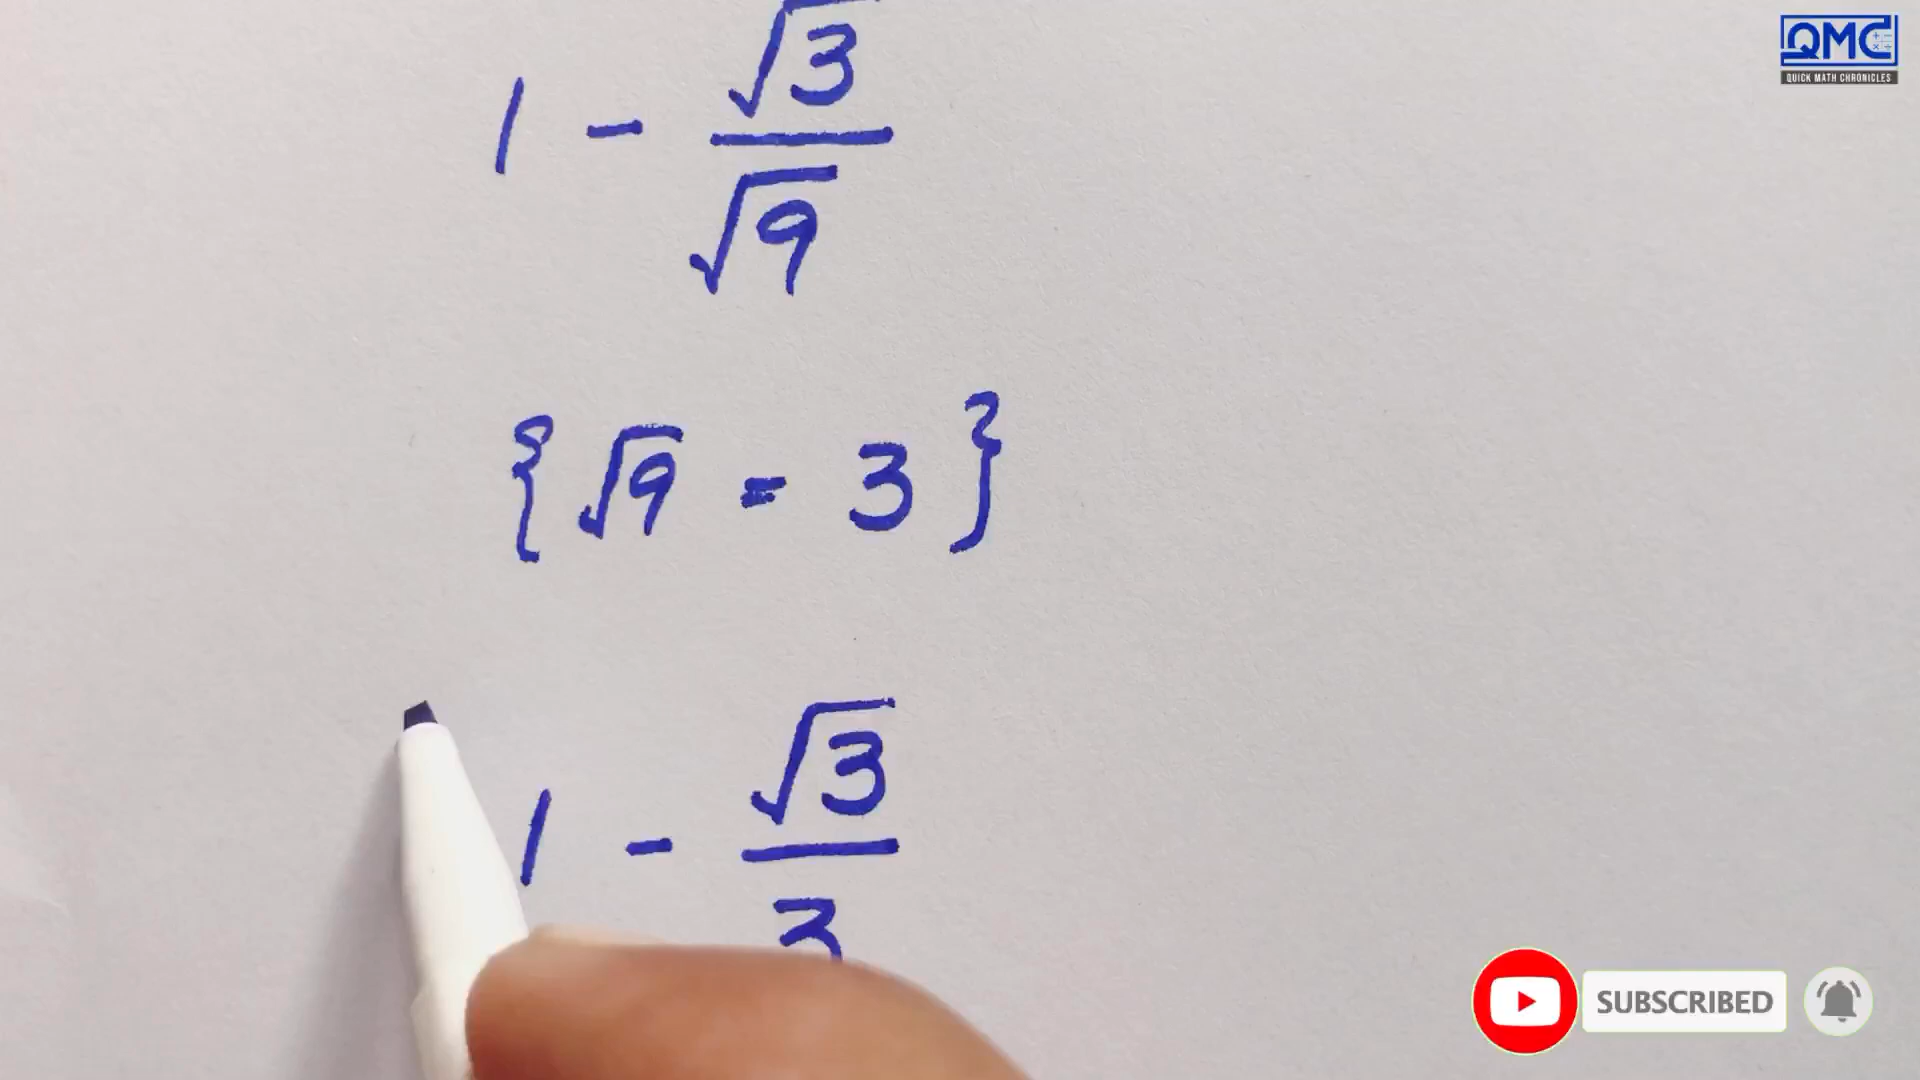 QMC
QUICK MATH CHRONICLES
1 - √3/√9
{√9 = 3}
1 - √3/3
SUBSCRIBED